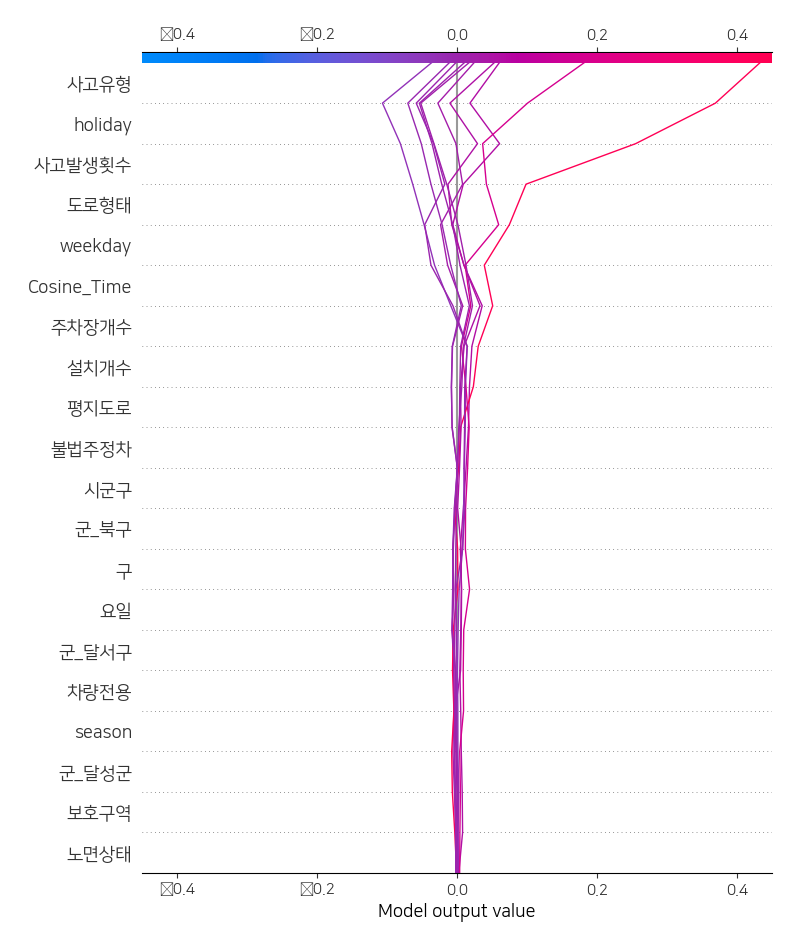 ▯0.4 ▯0.2 0.0 0.2 0.4
사고유형
holiday
사고발생횟수
도로형태
weekday
Cosine_Time
주차장개수
설치개수
평지도로
불법주정차
시군구
군_북구
구
요일
군_달서구
차량전용
season
군_달성군
보호구역
노면상태
▯0.4 ▯0.2 0.0 0.2 0.4
Model output value